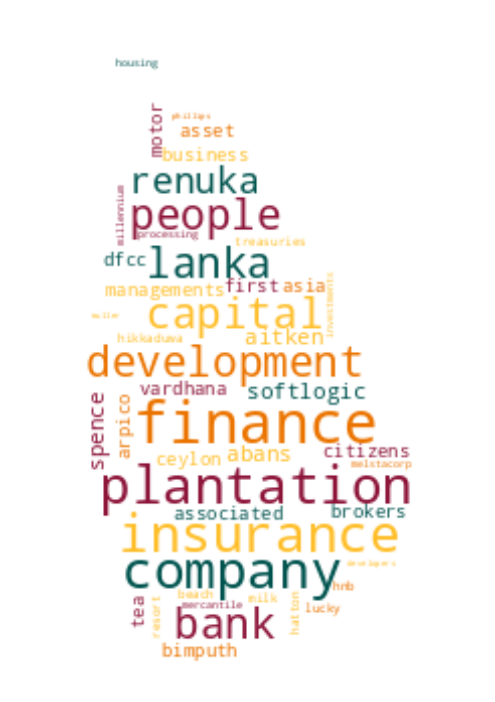 housing
motor
phillips
asset
business
renuka
millennium
people
processing
treasuries
dfcc
lanka
managements
first
asia
investments
capital
muller
aitken
hikkaduwa
development
vardhana
softlogic
spence
arpico
finance
citizens
ceylon
abans
melstacorp
plantation
associated
brokers
insurance
company
developers
hnb
tea
resort
beach
milk
mercantile
hatton
lucky
bank
bimputh